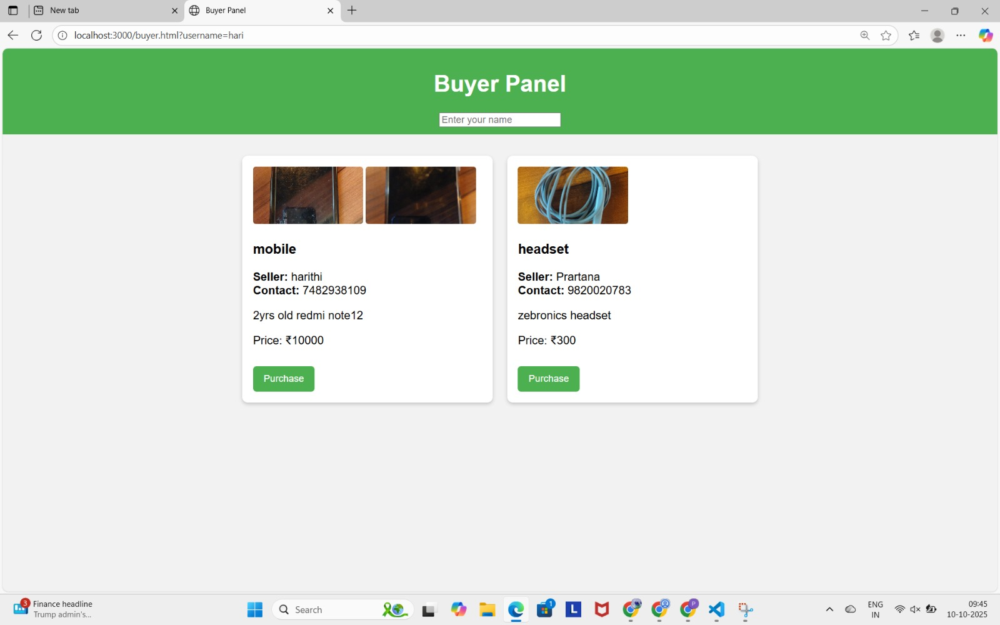 New tab
Buyer Panel
localhost:3000/buyer.html?username=hari
Buyer Panel
Enter your name
mobile
Seller: harithi
Contact: 7482938109
2yrs old redmi note12
Price: ₹10000
Purchase
headset
Seller: Prartana
Contact: 9820020783
zebronics headset
Price: ₹300
Purchase
3
Finance headline
Trump admin's...
Search
1
L
P
ENG
IN
09:45
10-10-2025